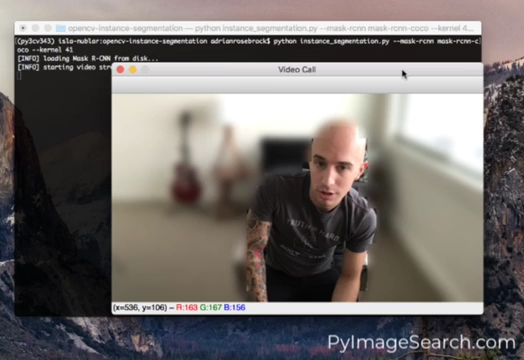 opencv-instance-segmentation — python instance_segmentation.py --mask-rcnn mask-rcnn-coco --kernel 4...
(py3cv343) isla-nublar:opencv-instance-segmentation adrianrosebrock$ python instance_segmentation.py --mask-rcnn mask-rcnn-c
oco --kernel 41
[INFO] loading Mask R-CNN from disk...
[INFO] starting video str
Video Call
(x=536, y=106) ~ R:163 G:167 B:156
PyImageSearch.com